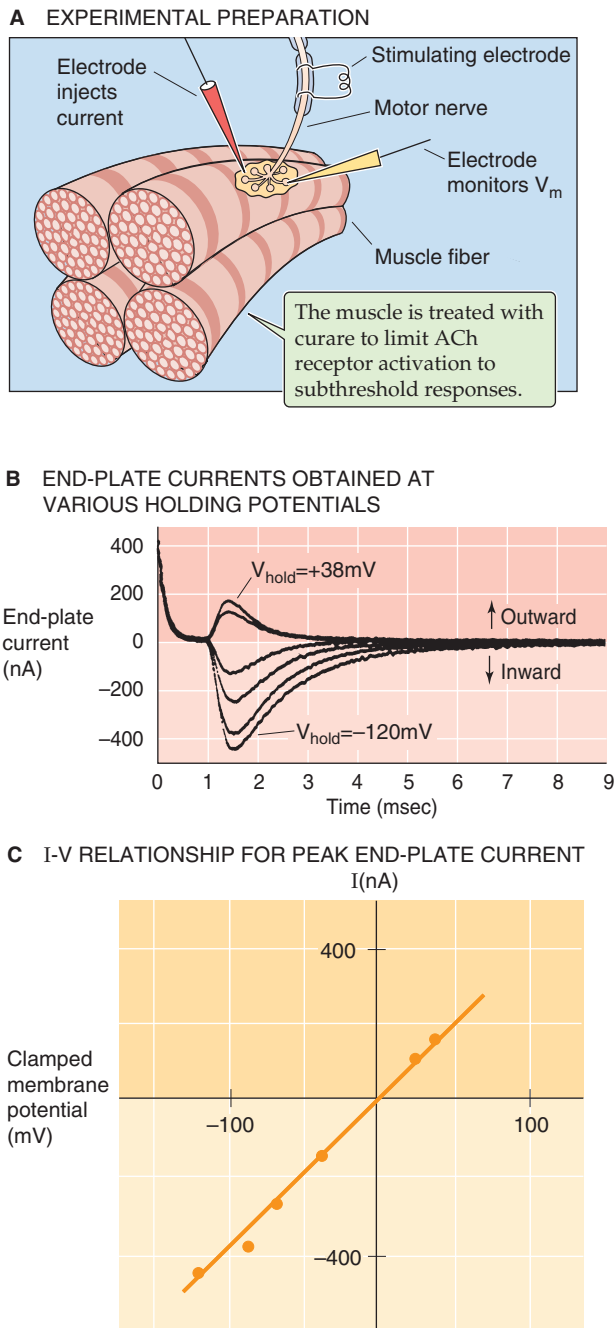 A EXPERIMENTAL PREPARATION
Electrode
injects
current
Stimulating electrode
Motor nerve
Electrode
monitors Vm
Muscle fiber
The muscle is treated with
curare to limit ACh
receptor activation to
subthreshold responses.
B END-PLATE CURRENTS OBTAINED AT
VARIOUS HOLDING POTENTIALS
End-plate
current
(nA)
400
200
0
–200
–400
Vhold=+38mV
Outward
Inward
Vhold=–120mV
0 1 2 3 4 5 6 7 8 9
Time (msec)
C I-V RELATIONSHIP FOR PEAK END-PLATE CURRENT
I(nA)
400
Clamped
membrane
potential
(mV)
–100
100
–400